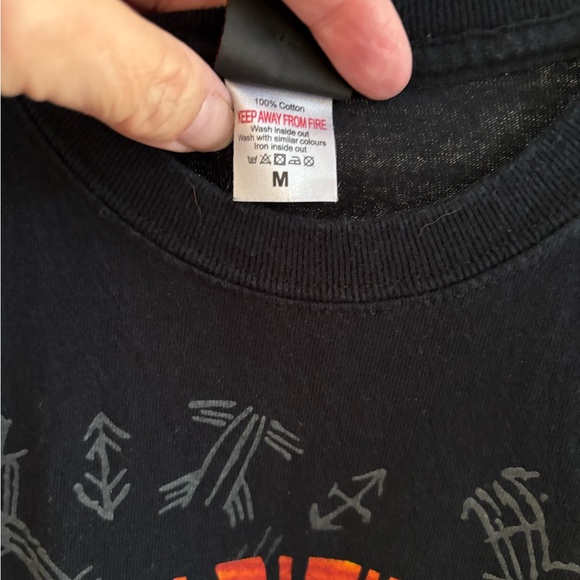 100% Cotton
KEEP AWAY FROM FIRE
Wash inside out
Wash with similar colours
Iron inside out
M